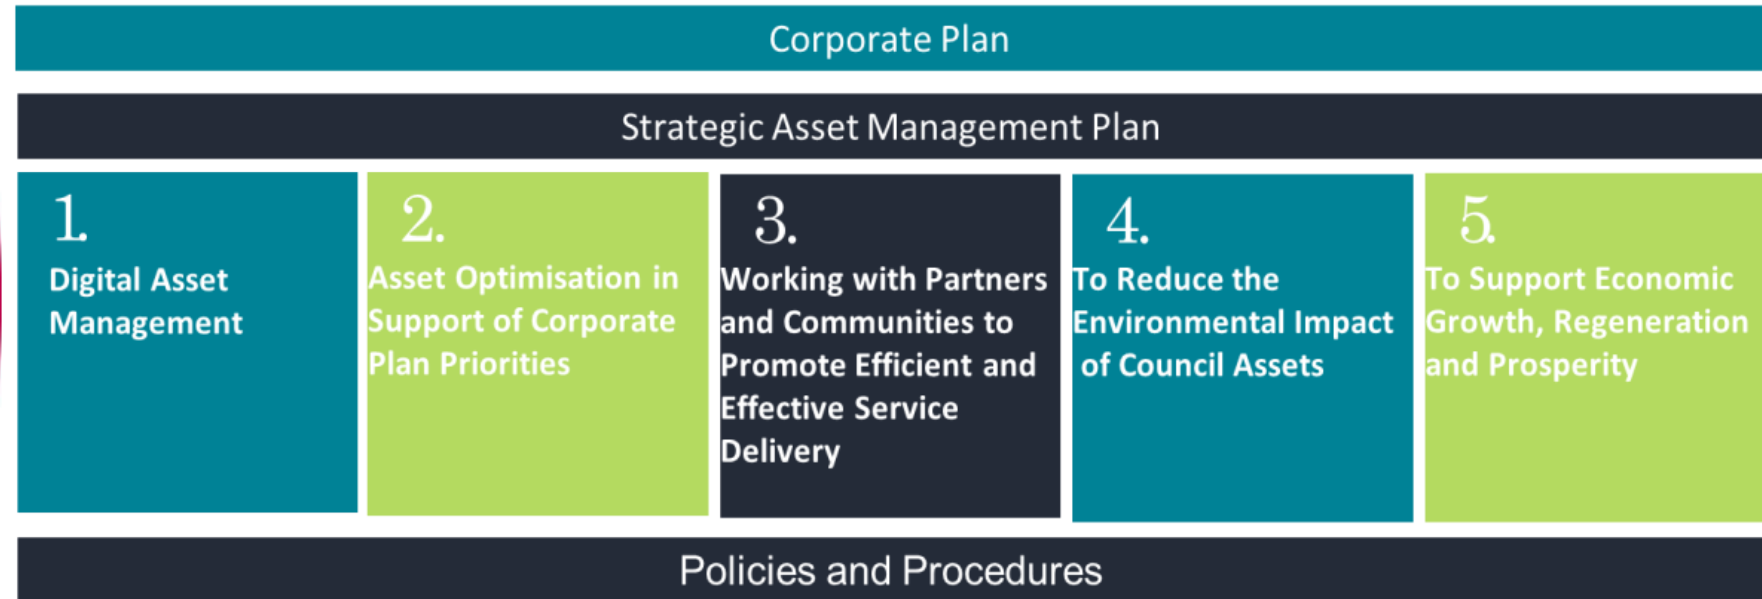 Corporate Plan
Strategic Asset Management Plan
1.
Digital Asset
Management
2.
Asset Optimisation in
Support of Corporate
Plan Priorities
3.
Working with Partners
and Communities to
Promote Efficient and
Effective Service
Delivery
4.
To Reduce the
Environmental Impact
of Council Assets
5.
To Support Economic
Growth, Regeneration
and Prosperity
Policies and Procedures